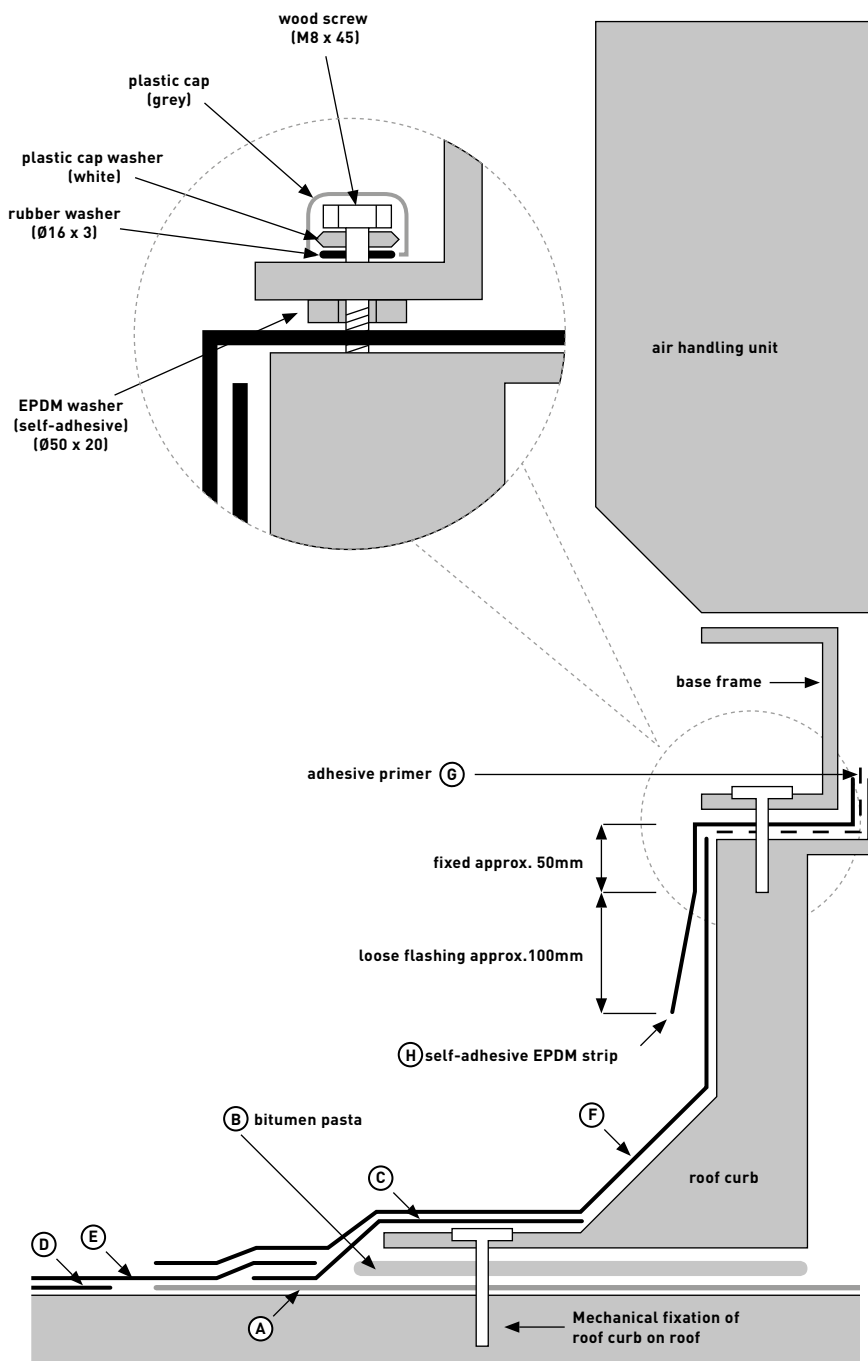 wood screw
(M8 x 45)
plastic cap
(grey)
plastic cap washer
(white)
rubber washer
(Ø16 x 3)
EPDM washer
(self-adhesive)
(Ø50 x 20)
air handling unit
base frame
adhesive primer G
fixed approx. 50mm
loose flashing approx.100mm
H self-adhesive EPDM strip
B bitumen pasta
F
C
roof curb
D
E
A
Mechanical fixation of
roof curb on roof